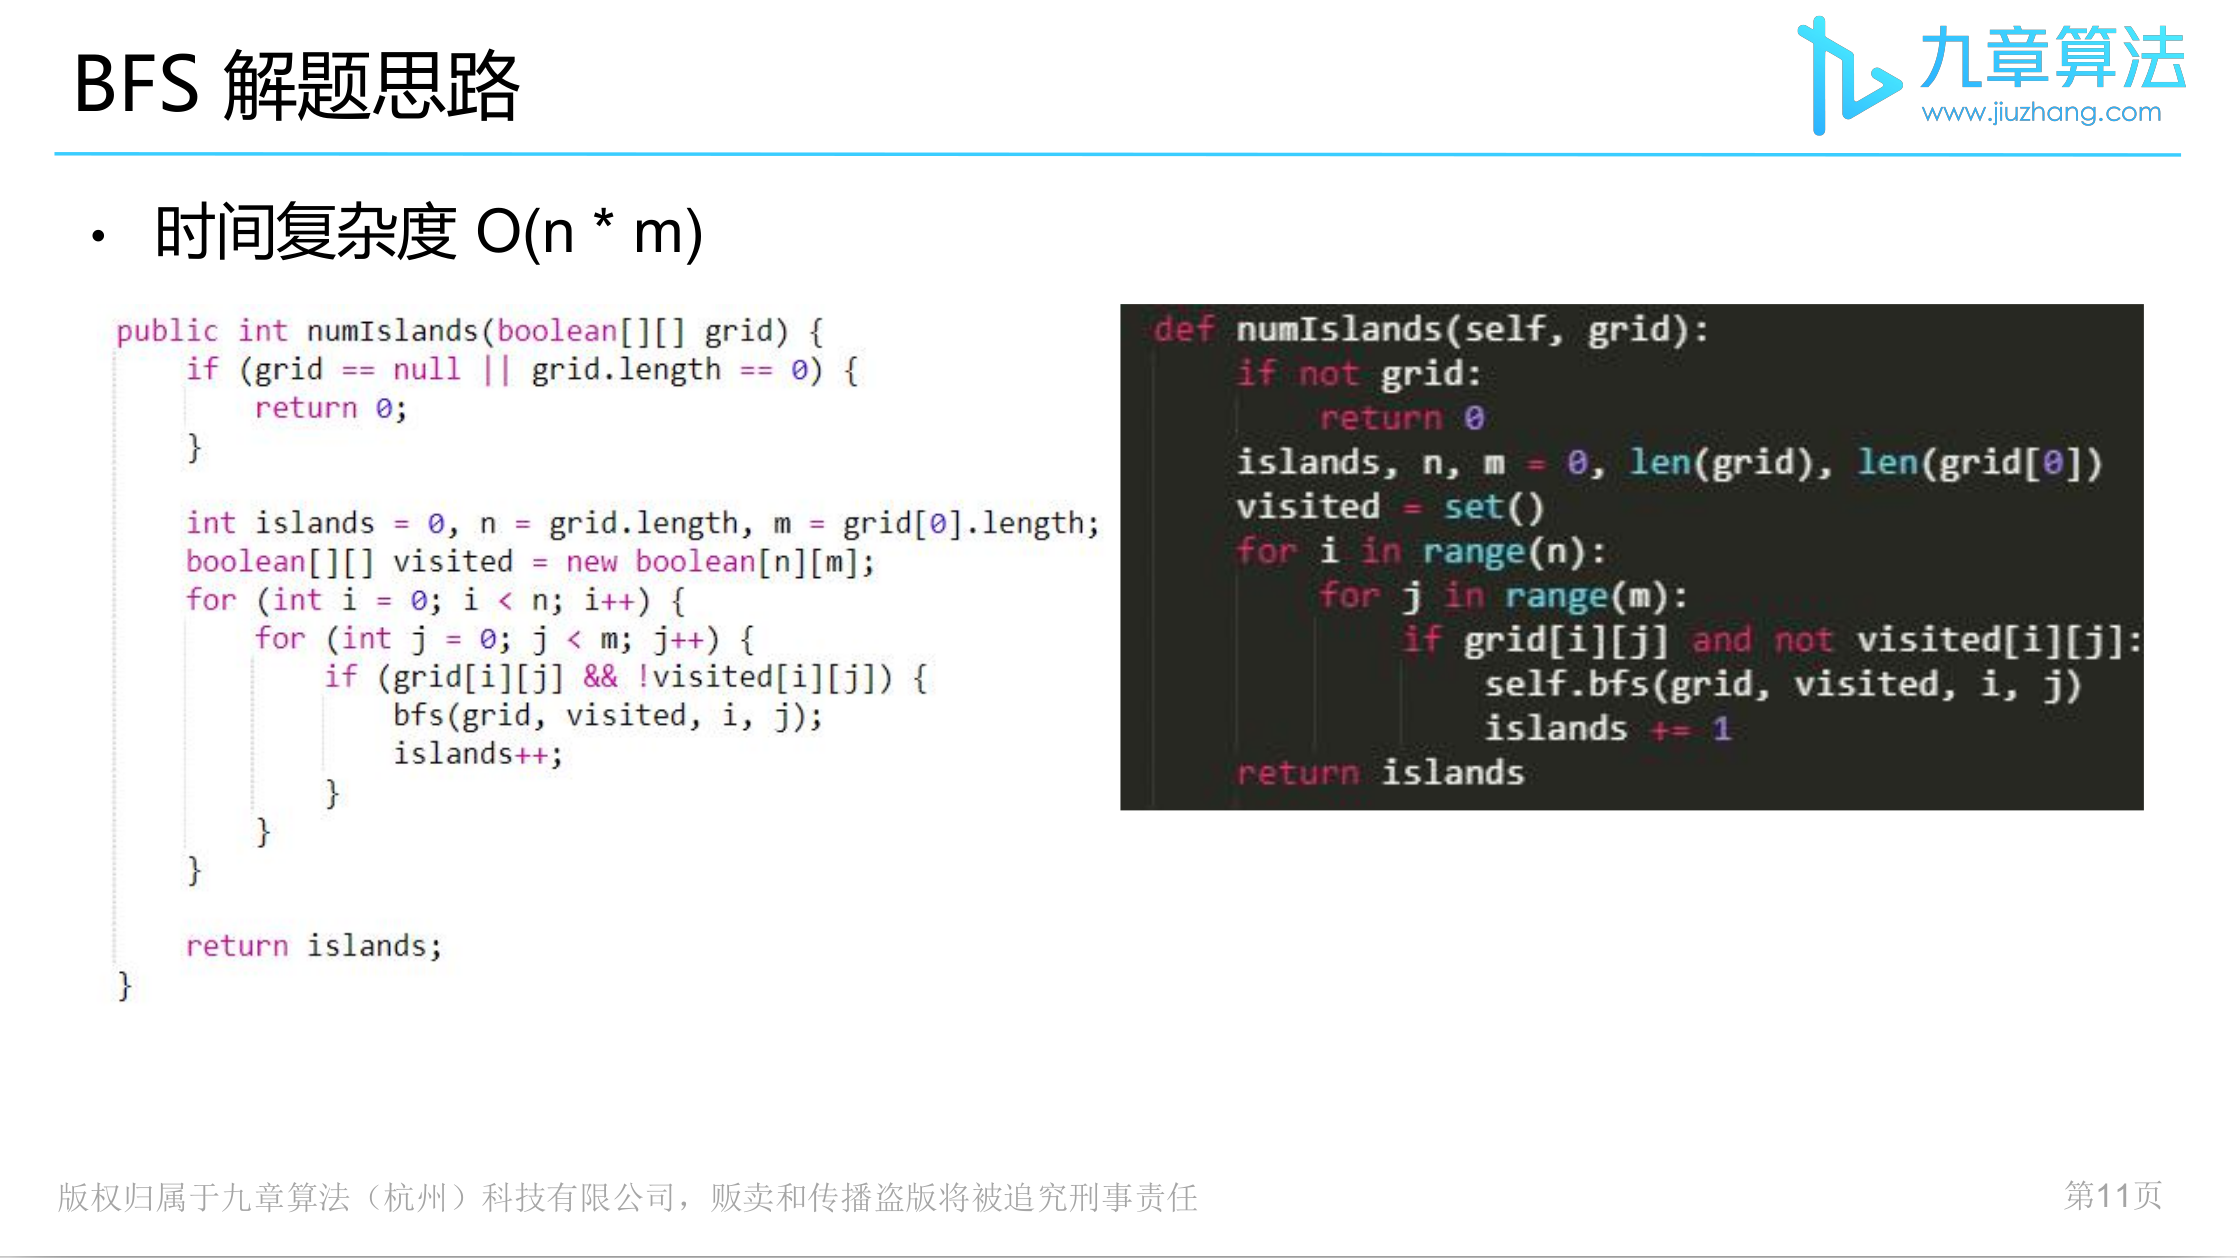 BFS 解题思路
九章算法
www.jiuzhang.com
• 时间复杂度 O(n * m)
public int numIslands(boolean[][] grid) {
    if (grid == null || grid.length == 0) {
        return 0;
    }

    int islands = 0, n = grid.length, m = grid[0].length;
    boolean[][] visited = new boolean[n][m];
    for (int i = 0; i < n; i++) {
        for (int j = 0; j < m; j++) {
            if (grid[i][j] && !visited[i][j]) {
                bfs(grid, visited, i, j);
                islands++;
            }
        }
    }

    return islands;
}
def numIslands(self, grid):
    if not grid:
        return 0
    islands, n, m = 0, len(grid), len(grid[0])
    visited = set()
    for i in range(n):
        for j in range(m):
            if grid[i][j] and not visited[i][j]:
                self.bfs(grid, visited, i, j)
                islands += 1
    return islands
版权归属于九章算法（杭州）科技有限公司，贩卖和传播盗版将被追究刑事责任
第11页